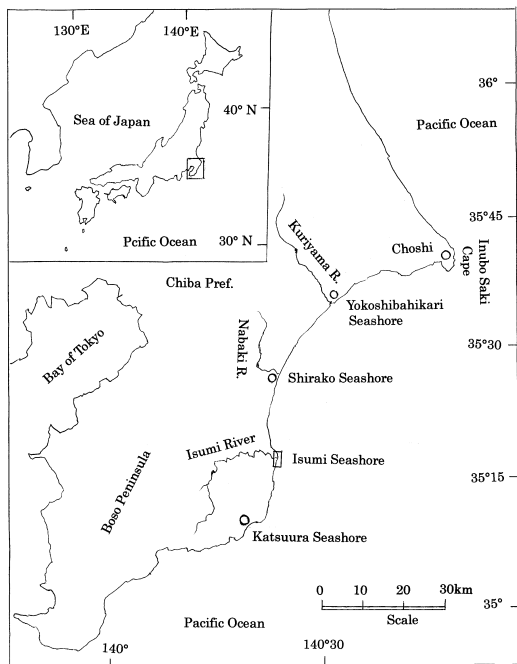 130°E
140°E
40° N
Sea of Japan
Pcific Ocean
30° N
36°
Pacific Ocean
35°45
Choshi
Inubo Saki
Cape
Kuriyama R.
Chiba Pref.
Yokoshibahikari
Seashore
Bay of Tokyo
Nabaki R.
35°30
Shirako Seashore
Isumi River
Isumi Seashore
Boso Peninsula
35°15
Katsuura Seashore
0 10 20 30km
Scale
35°
Pacific Ocean
140°
140°30